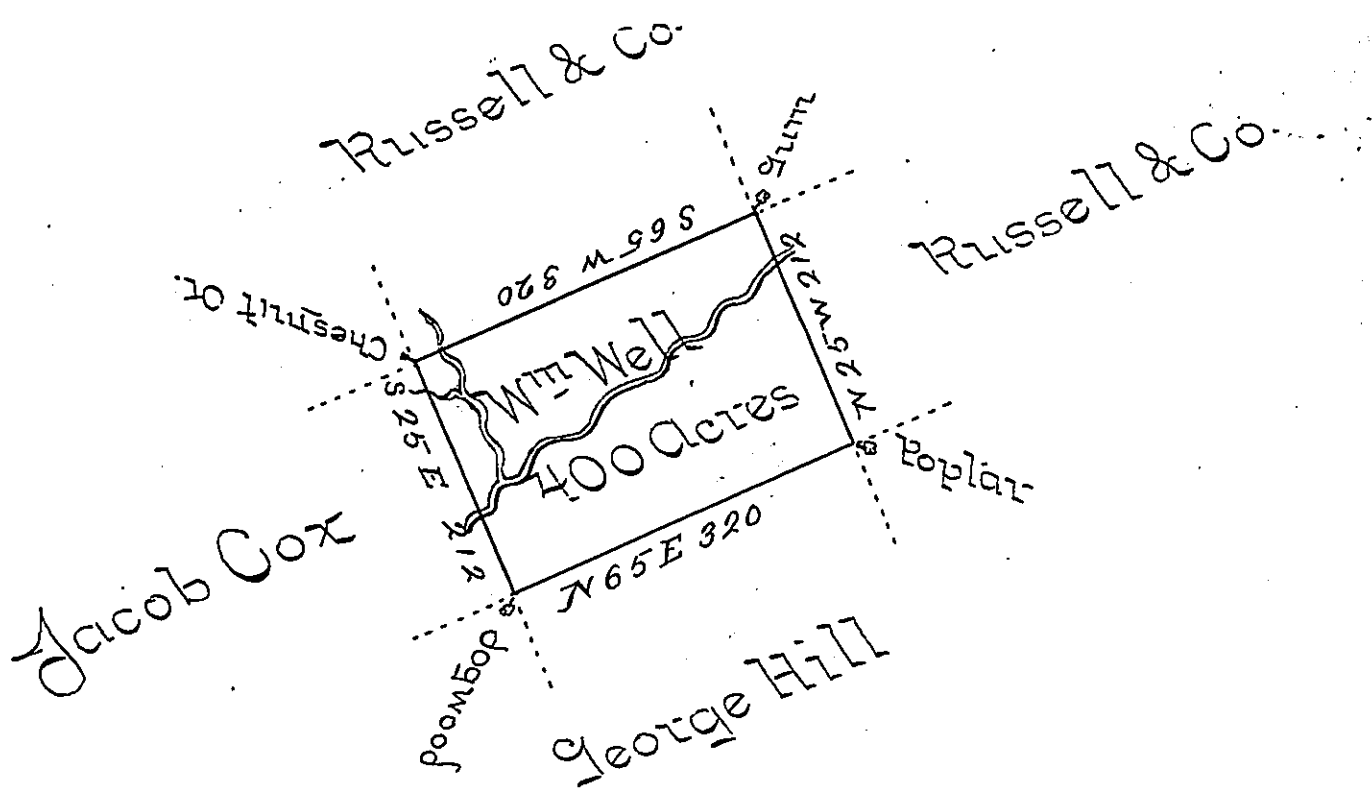 Russell & Co.
gum
Russell & Co.
S 65 W 320
Chesnut Or.
N 25 W 212
Wm Well
400 Acres
S 25 E 212
Poplar
N 65 E 320
Jacob Cox
dogwood
George Hill